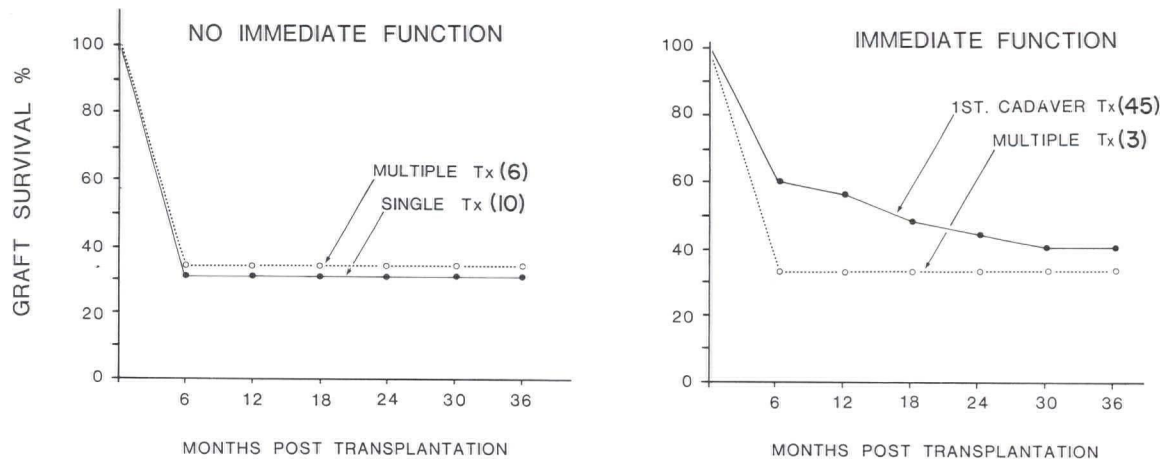 NO IMMEDIATE FUNCTION
GRAFT SURVIVAL %
100
80
60
40
20
0
MULTIPLE Tx (6)
SINGLE Tx (10)
6 12 18 24 30 36
MONTHS POST TRANSPLANTATION
IMMEDIATE FUNCTION
100
80
60
40
20
0
1ST. CADAVER Tx (45)
MULTIPLE Tx (3)
6 12 18 24 30 36
MONTHS POST TRANSPLANTATION